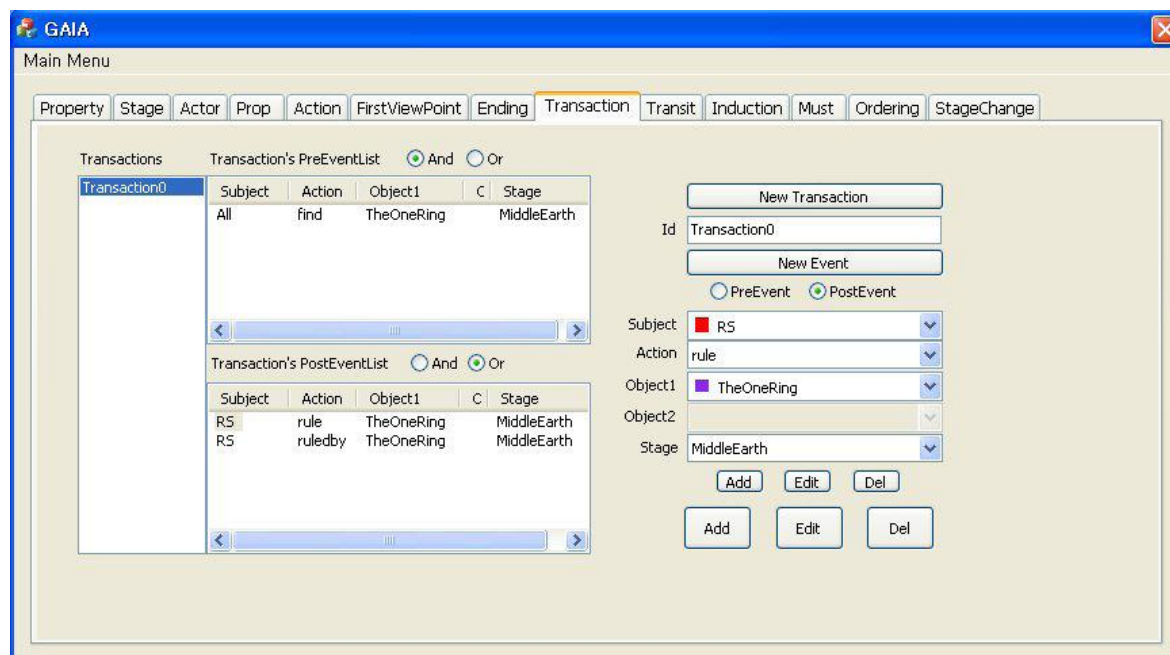 GAIA
Main Menu
Property Stage Actor Prop Action FirstViewPoint Ending Transaction Transit Induction Must Ordering StageChange
Transactions Transaction's PreEventList And Or
Transaction0
Subject Action Object1 C Stage
All find TheOneRing MiddleEarth
Transaction's PostEventList And Or
Subject Action Object1 C Stage
RS rule TheOneRing MiddleEarth
RS ruledby TheOneRing MiddleEarth
New Transaction
Id Transaction0
New Event
PreEvent PostEvent
Subject RS
Action rule
Object1 TheOneRing
Object2
Stage MiddleEarth
Add Edit Del
Add Edit Del